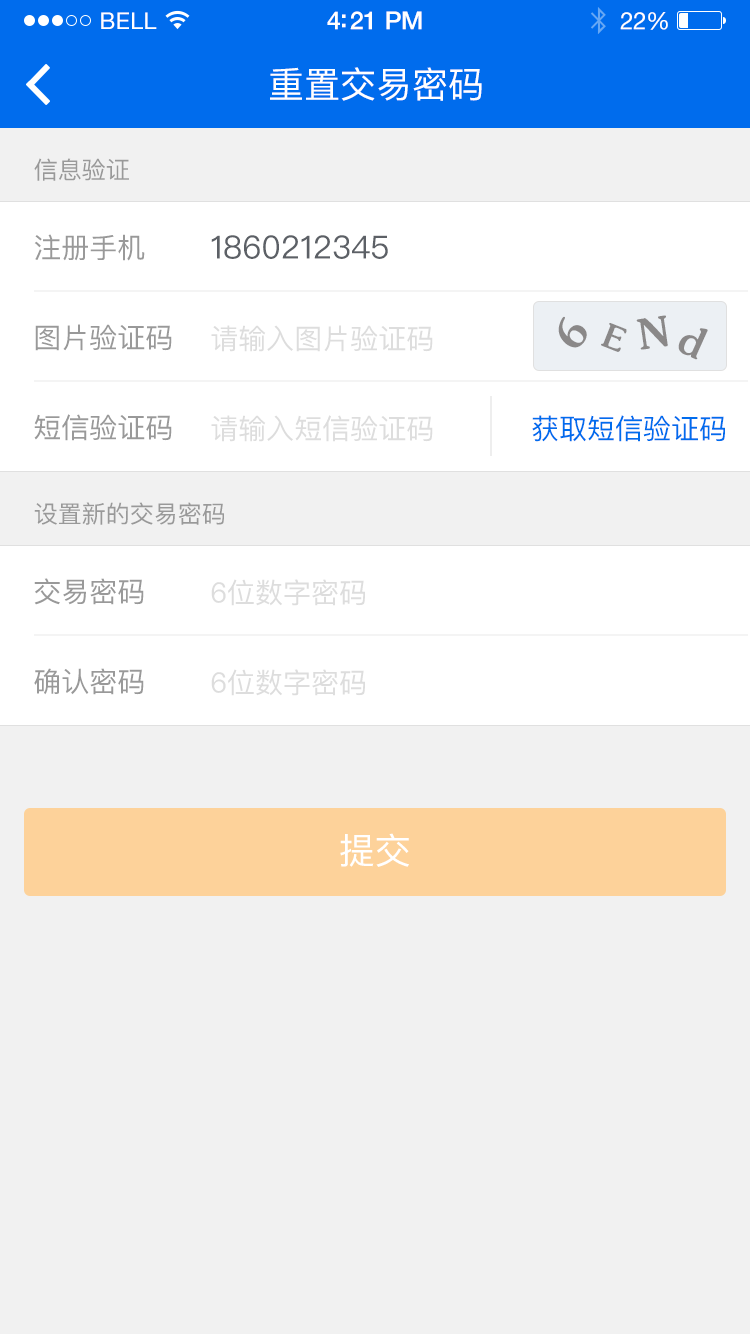 BELL 4:21 PM 22%
重置交易密码
信息验证
注册手机 1860212345
图片验证码 请输入图片验证码 6ENd
短信验证码 请输入短信验证码 获取短信验证码
设置新的交易密码
交易密码 6位数字密码
确认密码 6位数字密码
提交